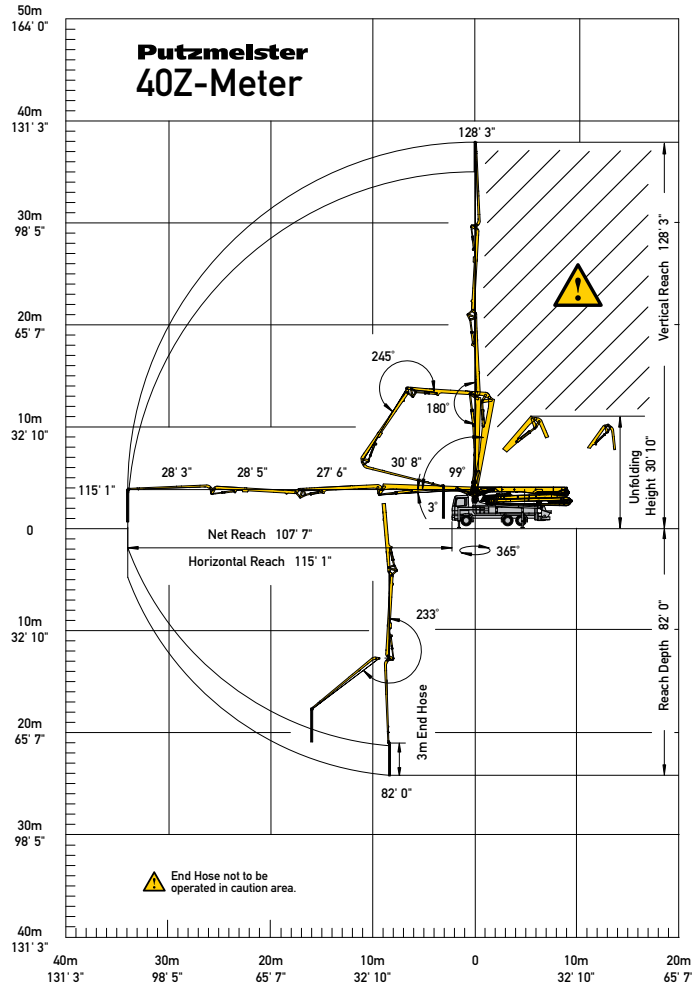 50m
164' 0"
Putzmeister
40Z-Meter
40m
131' 3"
128' 3"
30m
98' 5"
Vertical Reach 128' 3"
!
20m
65' 7"
245˚
180˚
10m
32' 10"
Unfolding
Height 30' 10"
30' 8"
99˚
28' 3"
28' 5"
27' 6"
115' 1"
3˚
0
Net Reach 107' 7"
365˚
Horizontal Reach 115' 1"
10m
32' 10"
233˚
Reach Depth 82' 0"
3m End Hose
20m
65' 7"
82' 0"
30m
98' 5"
! End Hose not to be
operated in caution area.
40m
131' 3"
40m 30m 20m 10m 0 10m 20m
131' 3" 98' 5" 65' 7" 32' 10" 32' 10" 65' 7"